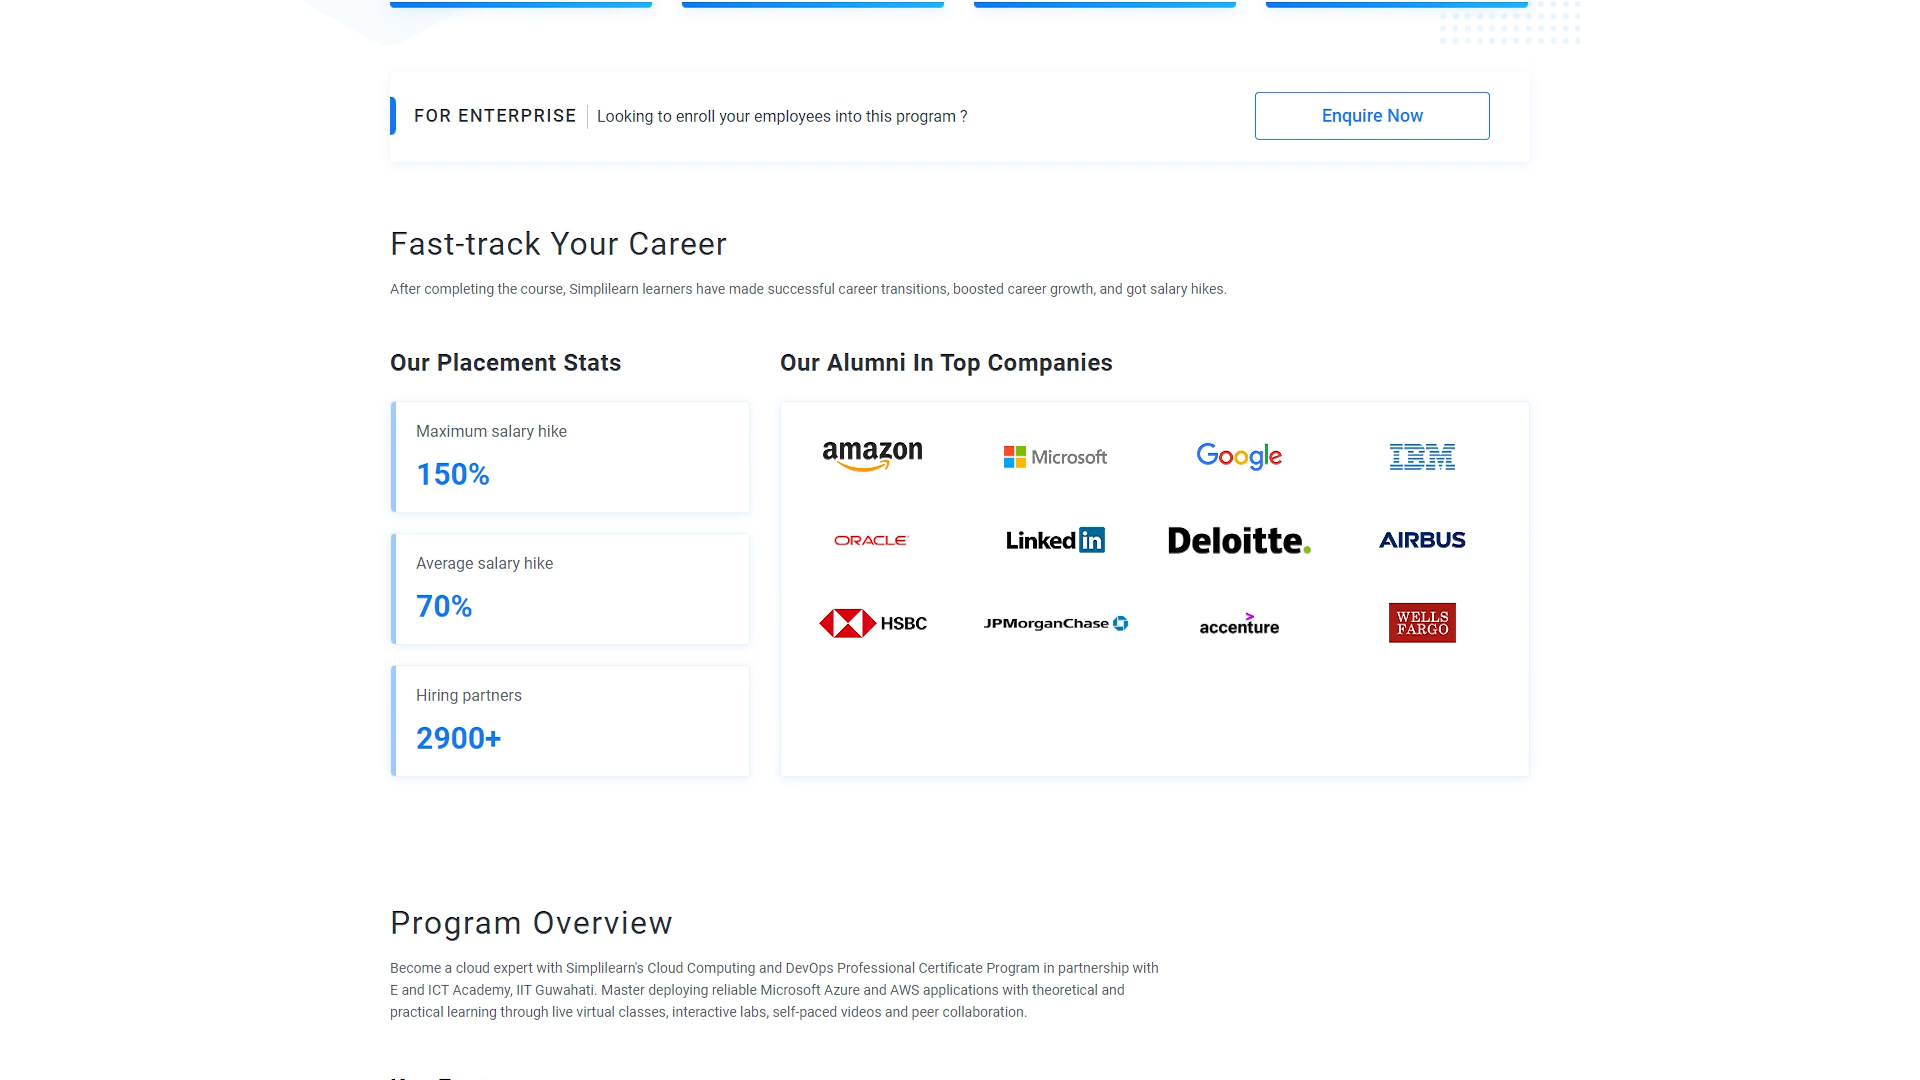 FOR ENTERPRISE
Looking to enroll your employees into this program ?
Enquire Now
Fast-track Your Career
After completing the course, Simplilearn learners have made successful career transitions, boosted career growth, and got salary hikes.
Our Placement Stats
Maximum salary hike
150%
Average salary hike
70%
Hiring partners
2900+
Our Alumni In Top Companies
amazon
Microsoft
Google
IBM
ORACLE
Linked in
Deloitte.
AIRBUS
HSBC
JPMorganChase
accenture
WELLS
FARGO
Program Overview
Become a cloud expert with Simplilearn's Cloud Computing and DevOps Professional Certificate Program in partnership with
E and ICT Academy, IIT Guwahati. Master deploying reliable Microsoft Azure and AWS applications with theoretical and
practical learning through live virtual classes, interactive labs, self-paced videos and peer collaboration.